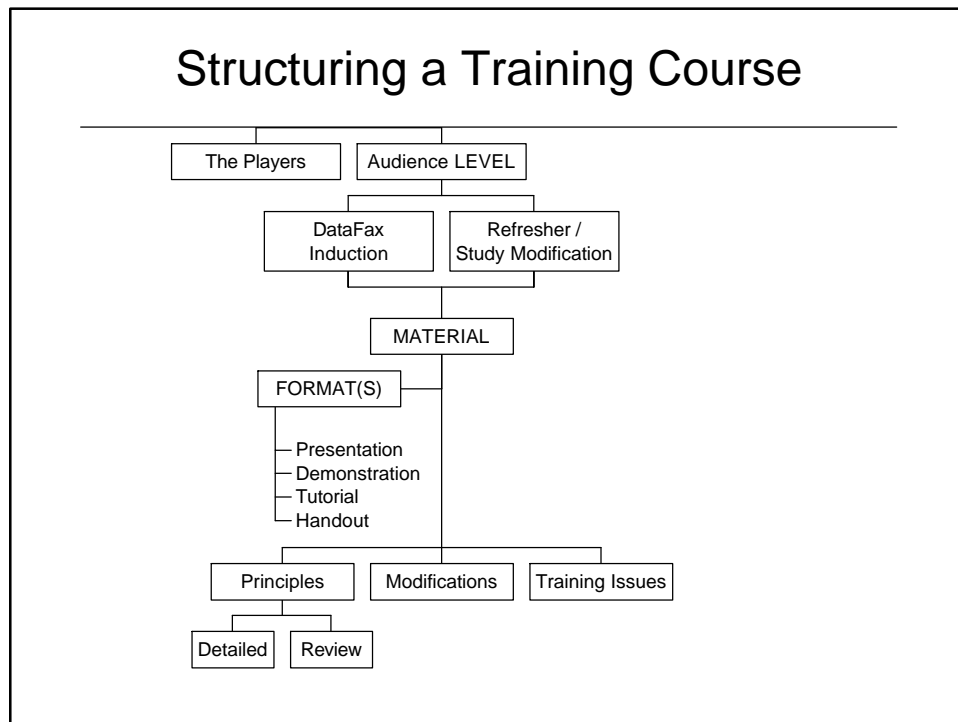 Structuring a Training Course
The Players
Audience LEVEL
DataFax
Induction
Refresher /
Study Modification
MATERIAL
FORMAT(S)
Presentation
Demonstration
Tutorial
Handout
Principles
Modifications
Training Issues
Detailed
Review